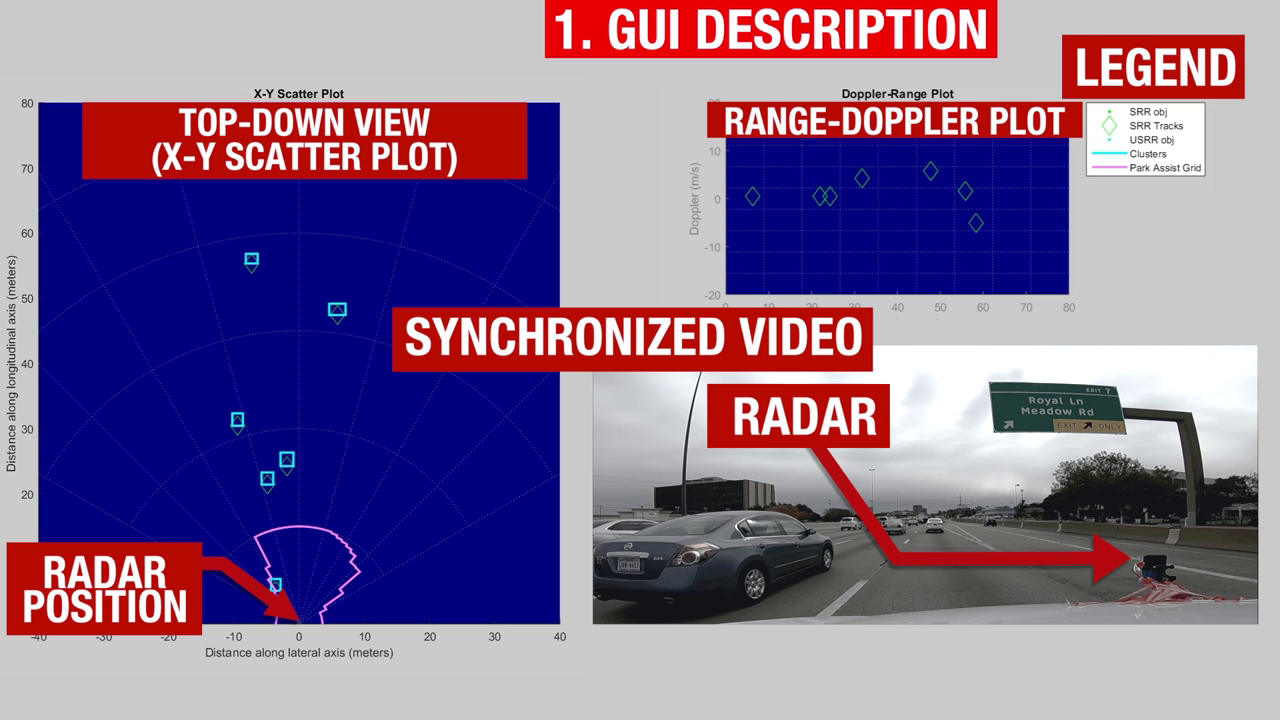 1. GUI DESCRIPTION
LEGEND
X-Y Scatter Plot
TOP-DOWN VIEW
(X-Y SCATTER PLOT)
80
70
60
50
40
30
20
Distance along longitudinal axis (meters)
RADAR
POSITION
-40
-30
-20
-10
0
10
20
30
40
Distance along lateral axis (meters)
Doppler-Range Plot
RANGE-DOPPLER PLOT
20
10
0
-10
-20
Doppler (m/s)
0
10
20
30
40
50
60
70
80
SRR obj
SRR Tracks
USRR obj
Clusters
Park Assist Grid
SYNCHRONIZED VIDEO
RADAR
EXIT
Royal Ln
Meadow Rd
EXIT ONLY